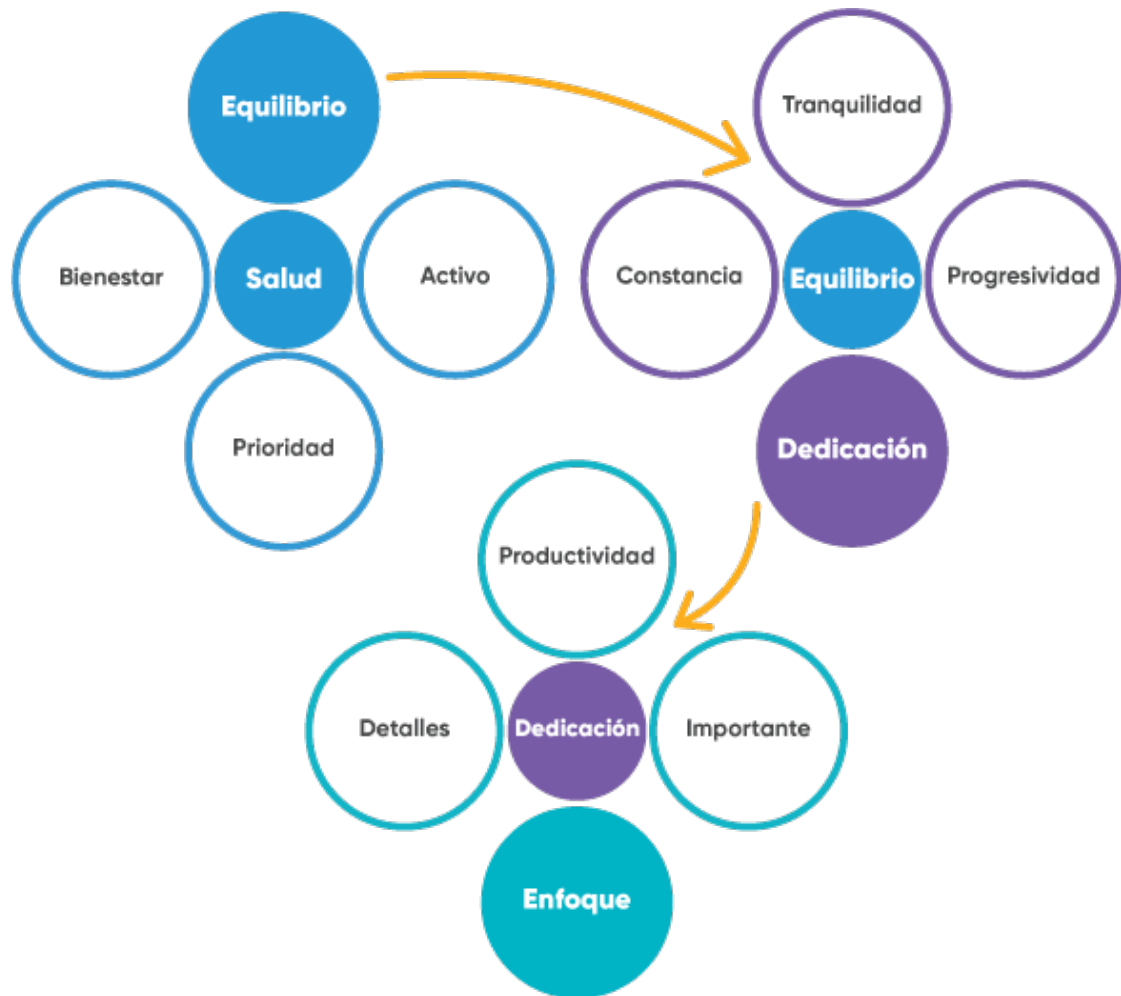 Equilibrio
Bienestar
Salud
Activo
Prioridad
Tranquilidad
Constancia
Equilibrio
Progresividad
Dedicación
Productividad
Detalles
Dedicación
Importante
Enfoque